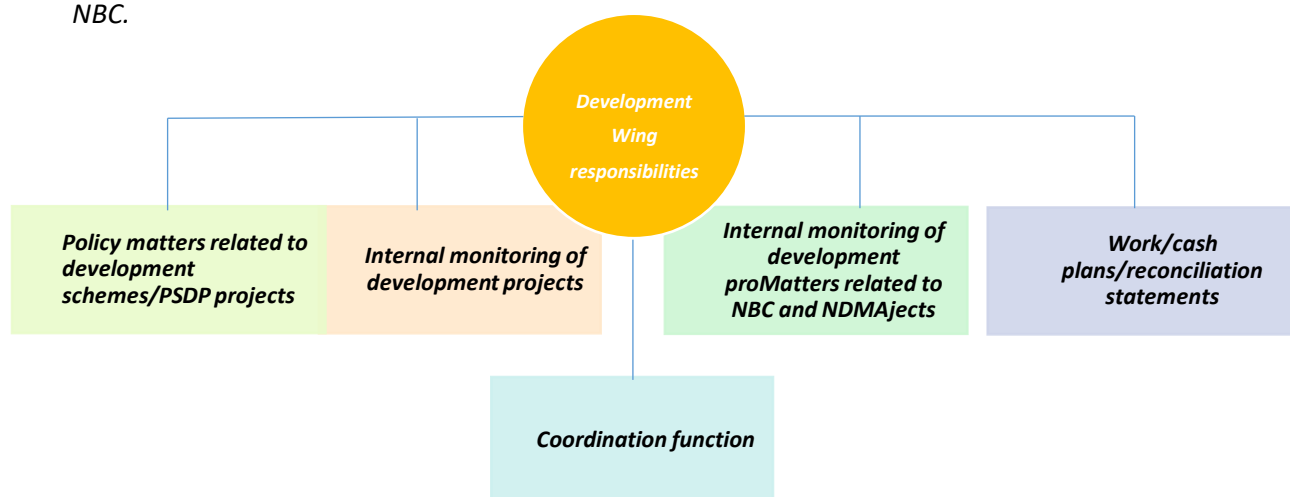 NBC.
Development
Wing
responsibilities
Policy matters related to
development
schemes/PSDP projects
Internal monitoring of
development projects
Internal monitoring of
development
proMatters related to
NBC and NDMAjects
Work/cash
plans/reconciliation
statements
Coordination function